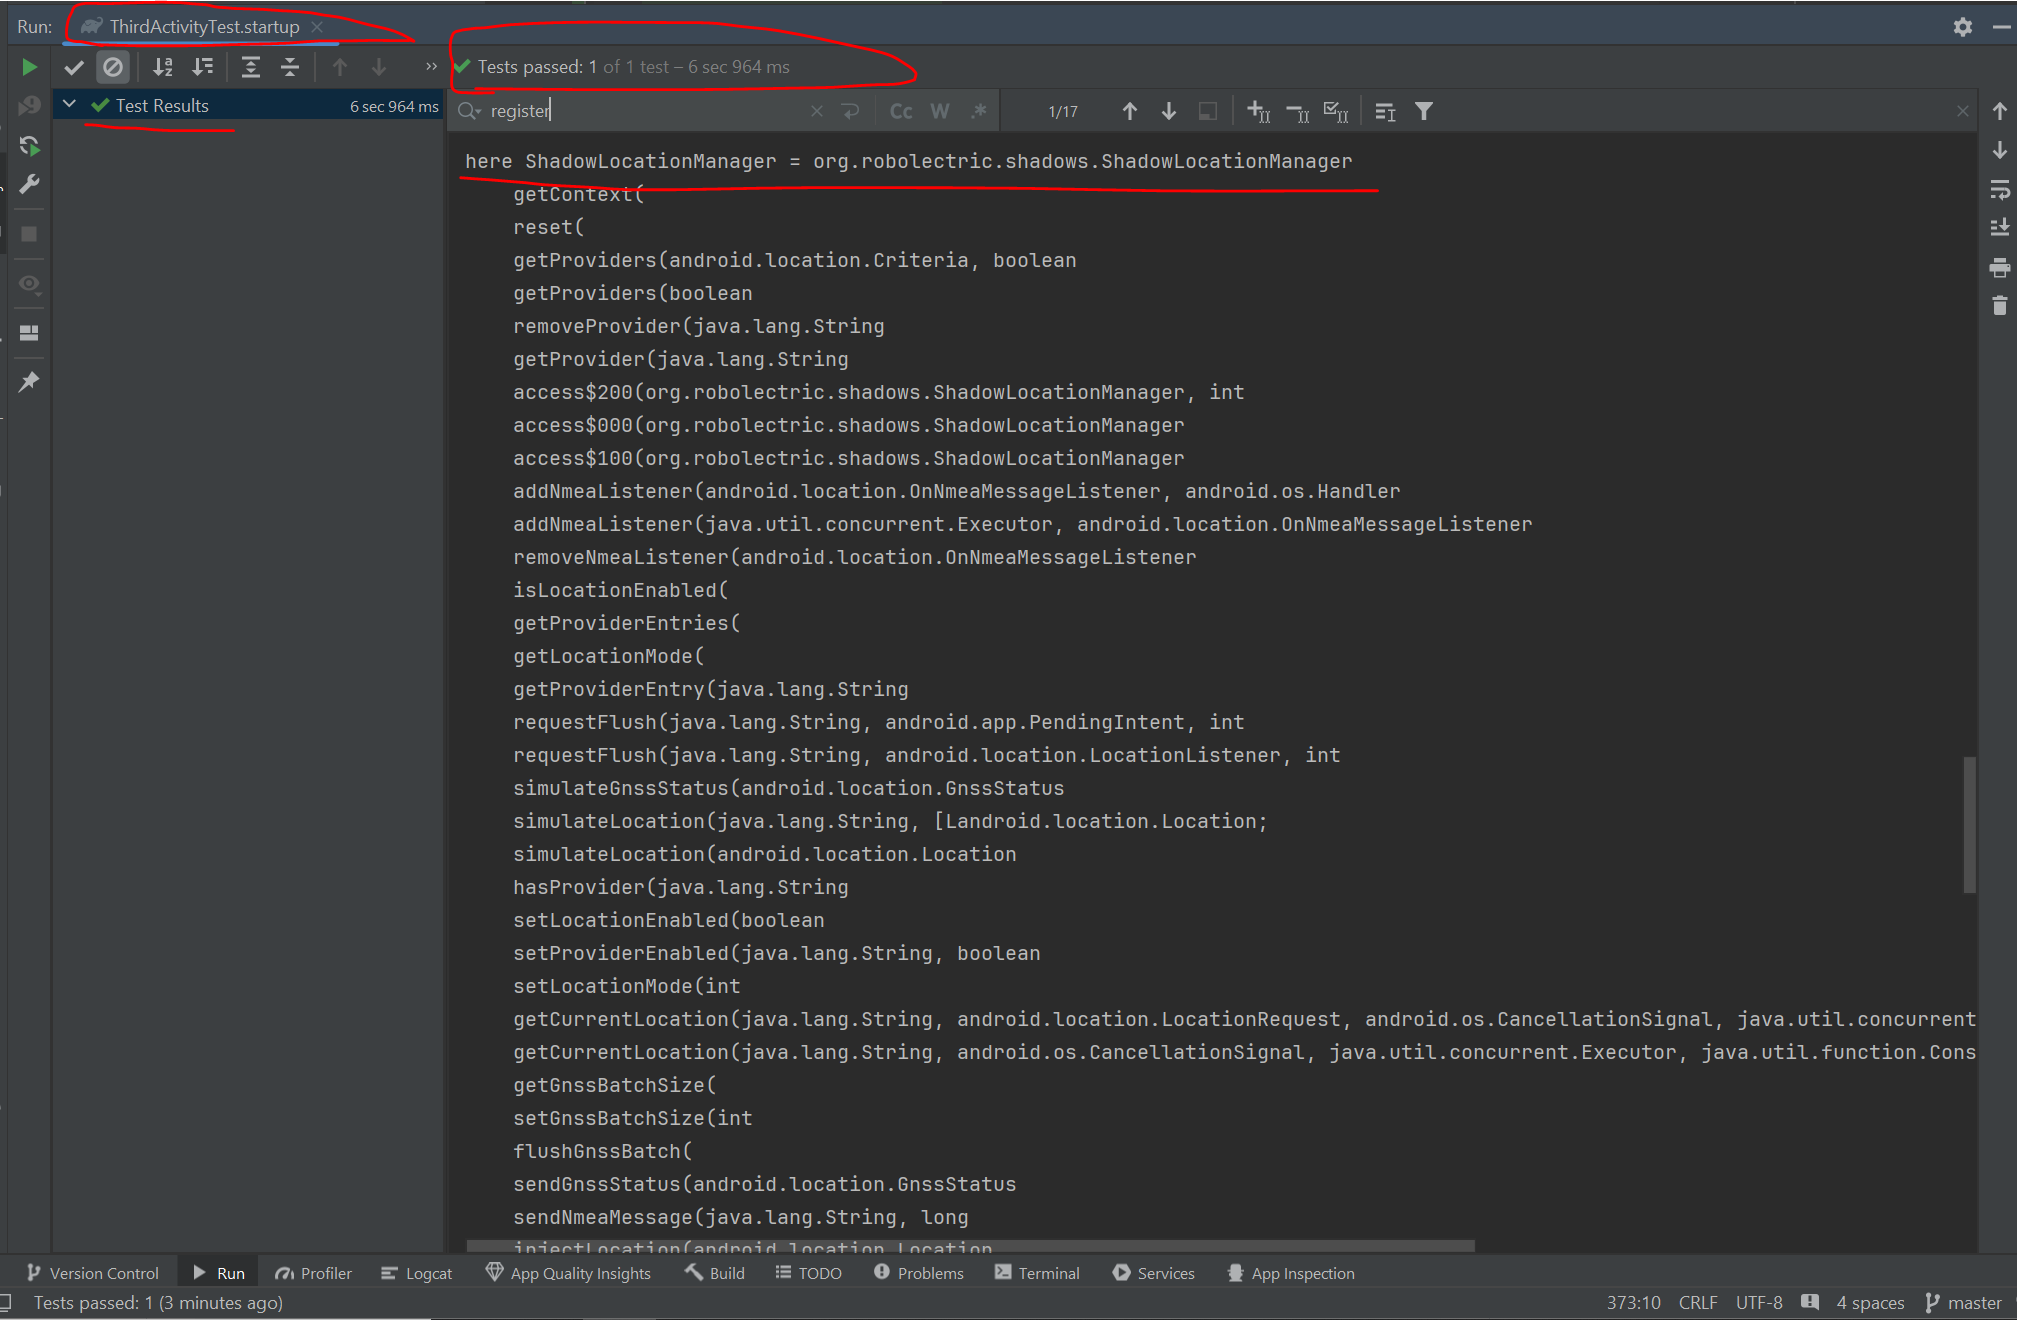 Run: ThirdActivityTest.startup
Tests passed: 1 of 1 test – 6 sec 964 ms
Test Results 6 sec 964 ms
register Cc W .* 1/17
here ShadowLocationManager = org.robolectric.shadows.ShadowLocationManager
getContext(
reset(
getProviders(android.location.Criteria, boolean
getProviders(boolean
removeProvider(java.lang.String
getProvider(java.lang.String
access$200(org.robolectric.shadows.ShadowLocationManager, int
access$000(org.robolectric.shadows.ShadowLocationManager
access$100(org.robolectric.shadows.ShadowLocationManager
addNmeaListener(android.location.OnNmeaMessageListener, android.os.Handler
addNmeaListener(java.util.concurrent.Executor, android.location.OnNmeaMessageListener
removeNmeaListener(android.location.OnNmeaMessageListener
isLocationEnabled(
getProviderEntries(
getLocationMode(
getProviderEntry(java.lang.String
requestFlush(java.lang.String, android.app.PendingIntent, int
requestFlush(java.lang.String, android.location.LocationListener, int
simulateGnssStatus(android.location.GnssStatus
simulateLocation(java.lang.String, [Landroid.location.Location;
simulateLocation(android.location.Location
hasProvider(java.lang.String
setLocationEnabled(boolean
setProviderEnabled(java.lang.String, boolean
setLocationMode(int
getCurrentLocation(java.lang.String, android.location.LocationRequest, android.os.CancellationSignal, java.util.concurrent
getCurrentLocation(java.lang.String, android.os.CancellationSignal, java.util.concurrent.Executor, java.util.function.Cons
getGnssBatchSize(
setGnssBatchSize(int
flushGnssBatch(
sendGnssStatus(android.location.GnssStatus
sendNmeaMessage(java.lang.String, long
injectLocation(android.location.Location
Version Control Run Profiler Logcat App Quality Insights Build TODO Problems Terminal Services App Inspection
Tests passed: 1 (3 minutes ago) 373:10 CRLF UTF-8 4 spaces master